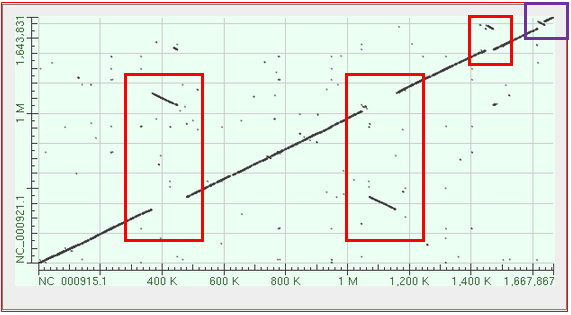 1,643,831
1 M
NC_000921.1
NC_000915.1
400 K
600 K
800 K
1 M
1,200 K
1,400 K
1,667,867